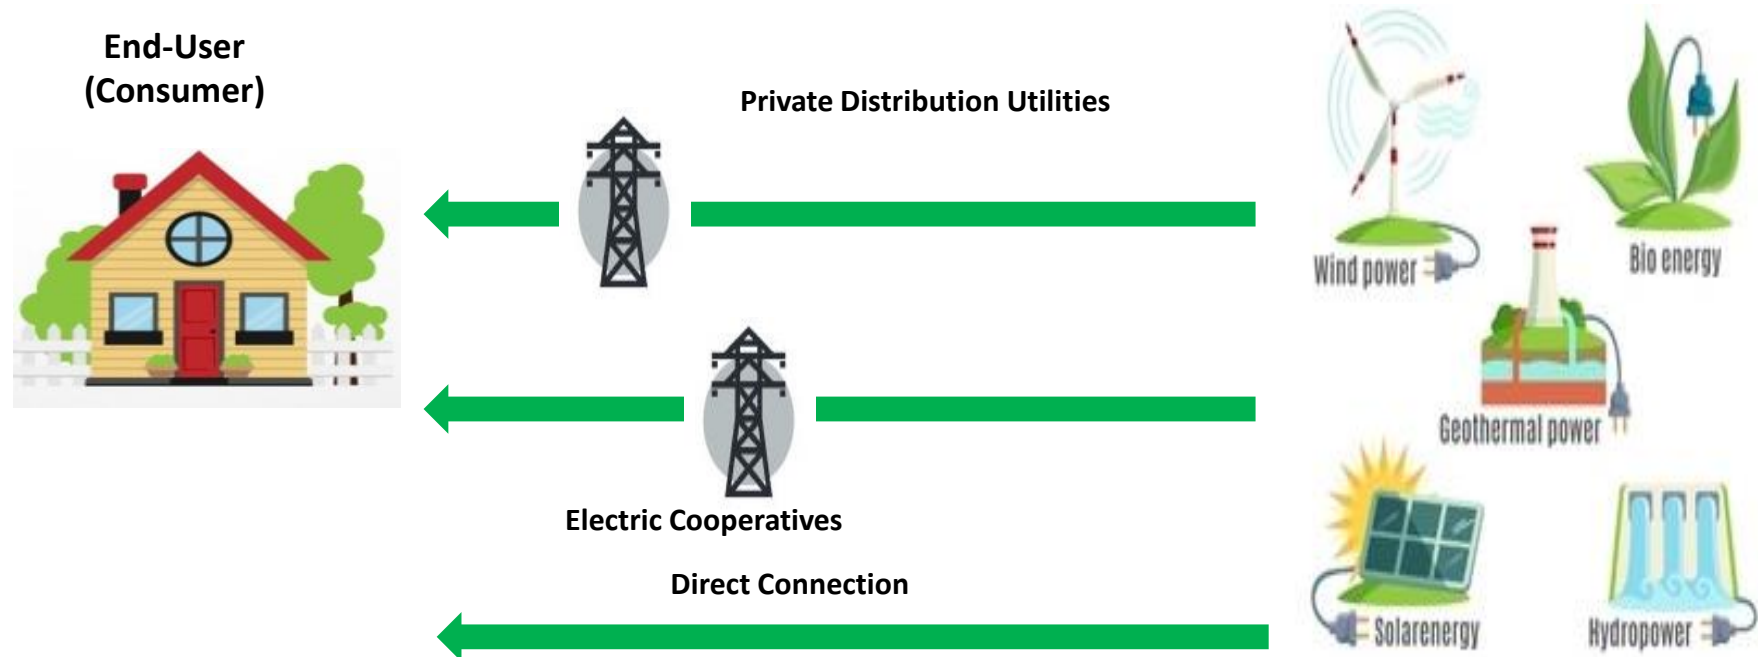 End-User
(Consumer)
Private Distribution Utilities
Wind power
Bio energy
Geothermal power
Electric Cooperatives
Direct Connection
Solarenergy
Hydropower